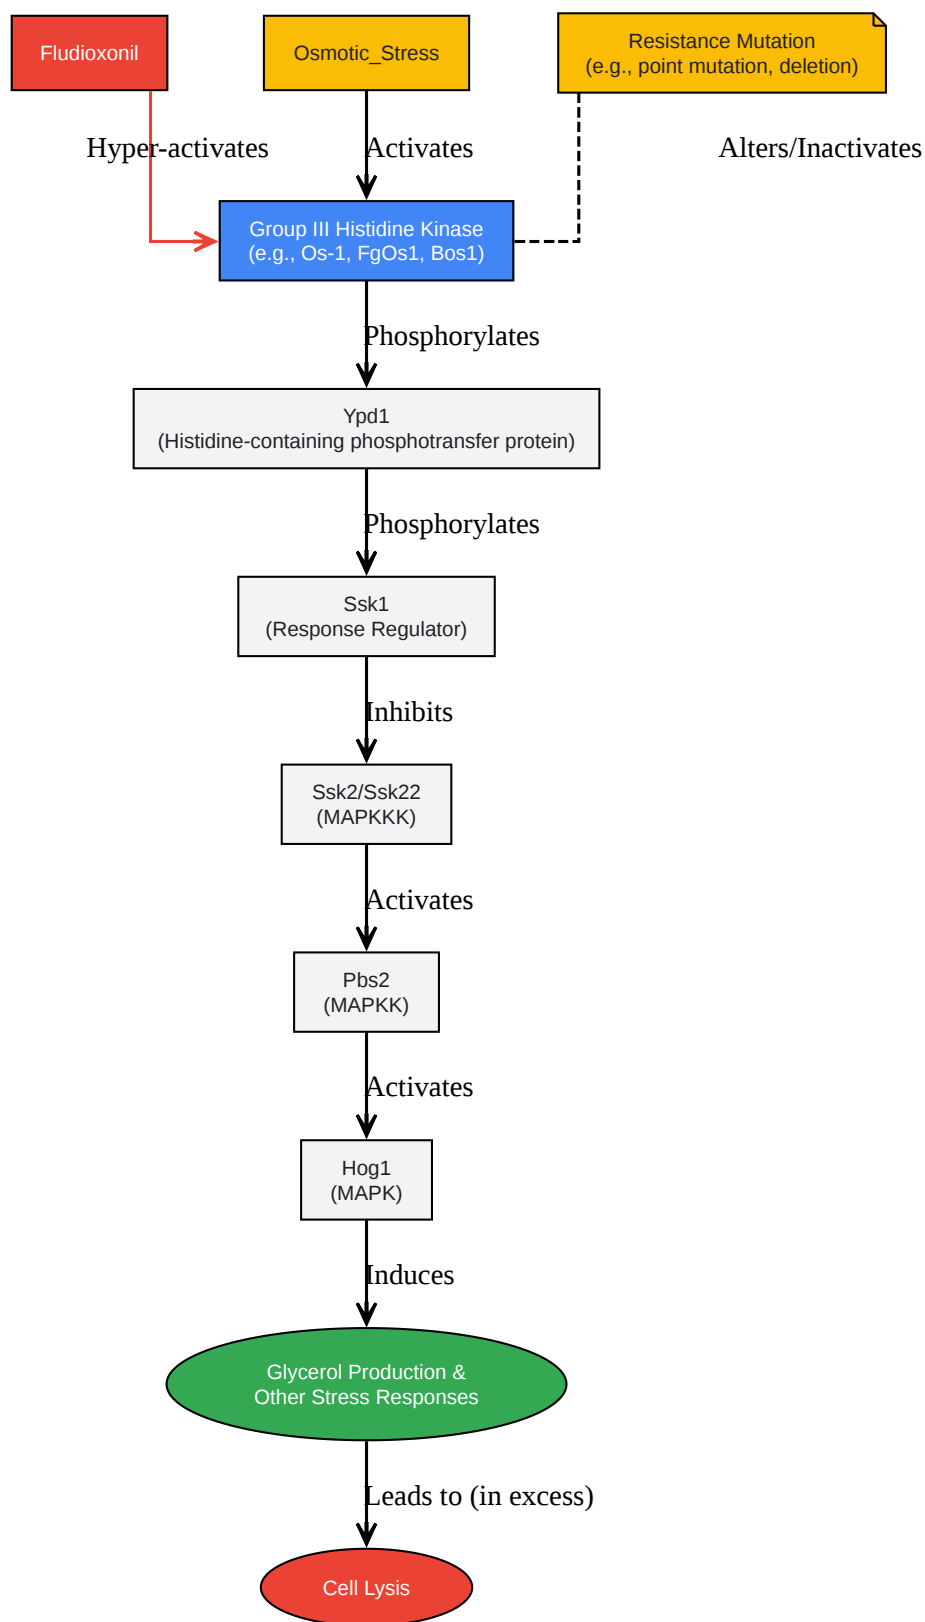 Fludioxonil
Osmotic_Stress
Resistance Mutation
(e.g., point mutation, deletion)
Hyper-activates
Activates
Alters/Inactivates
Group III Histidine Kinase
(e.g., Os-1, FgOs1, Bos1)
Phosphorylates
Ypd1
(Histidine-containing phosphotransfer protein)
Phosphorylates
Ssk1
(Response Regulator)
Inhibits
Ssk2/Ssk22
(MAPKKK)
Activates
Pbs2
(MAPKK)
Activates
Hog1
(MAPK)
Induces
Glycerol Production &
Other Stress Responses
Leads to (in excess)
Cell Lysis